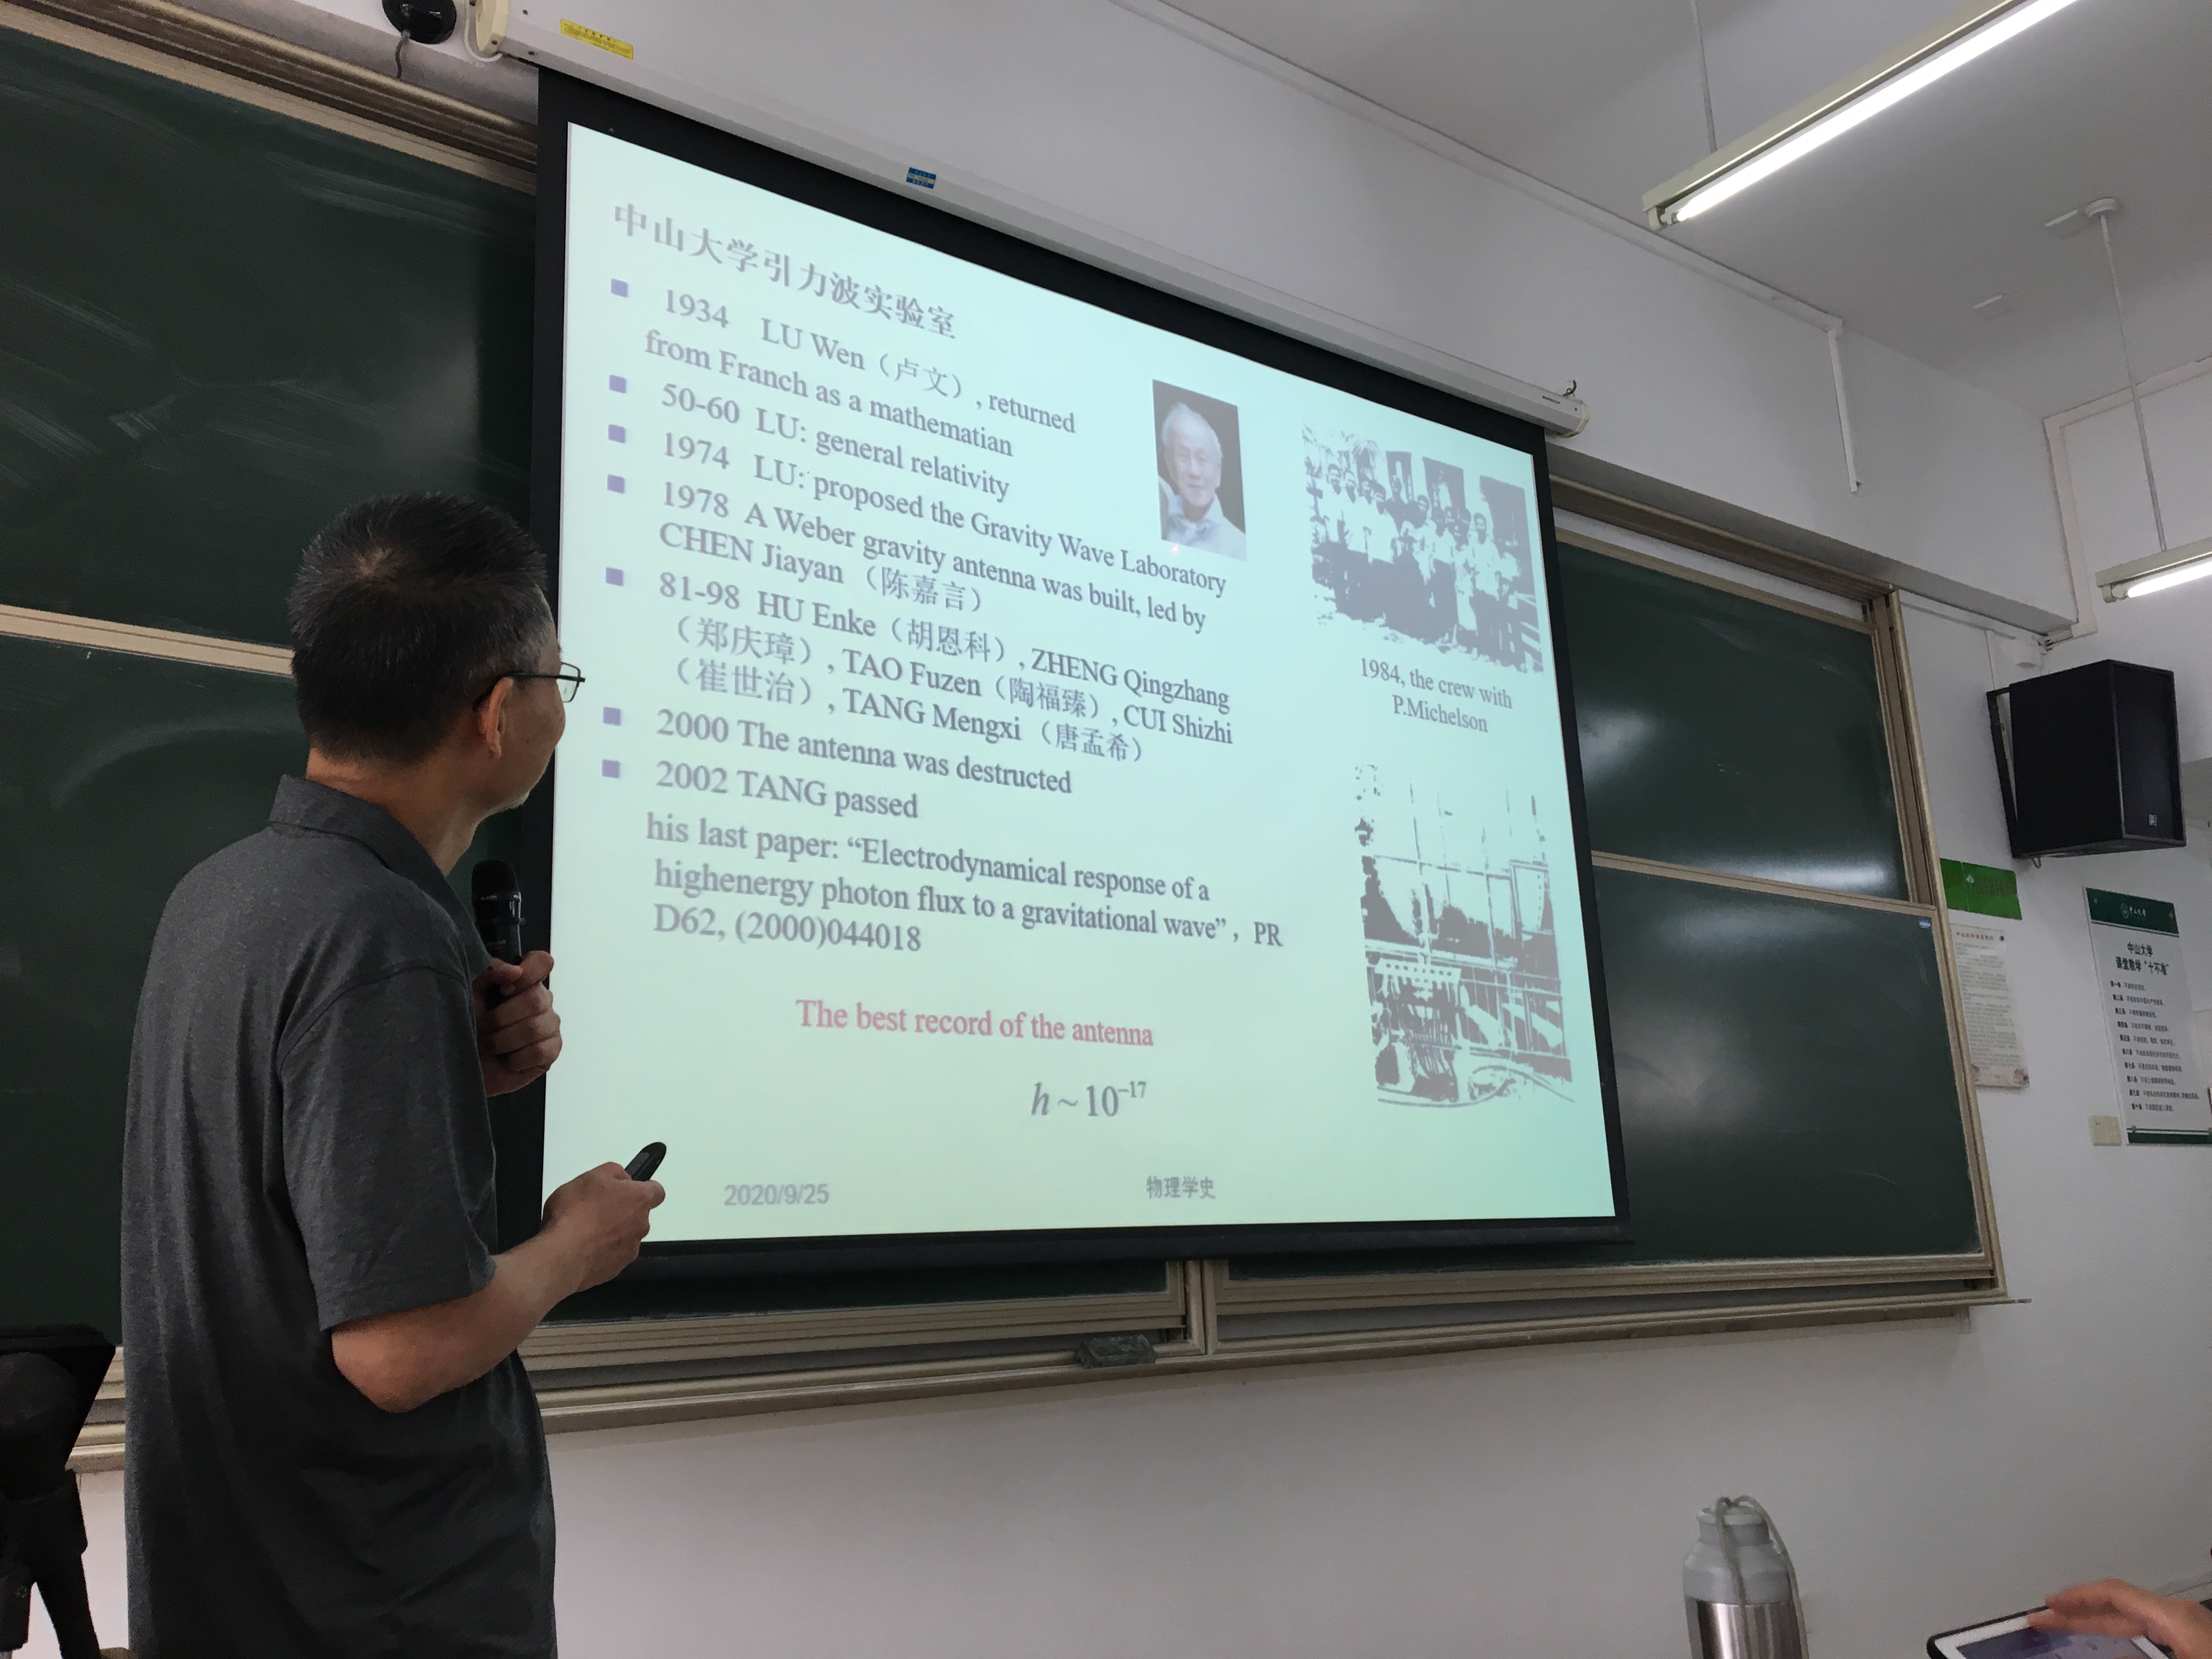 中山大学引力波实验室
1934 LU Wen（卢文）, returned
from Franch as a mathematian
50-60 LU: general relativity
1974 LU: proposed the Gravity Wave Laboratory
1978 A Weber gravity antenna was built, led by
CHEN Jiayan （陈嘉言）
81-98 HU Enke（胡恩科）, ZHENG Qingzhang
（郑庆璋）, TAO Fuzen（陶福臻）, CUI Shizhi
（崔世治）, TANG Mengxi （唐孟希）
2000 The antenna was destructed
2002 TANG passed
his last paper: “Electrodynamical response of a
highenergy photon flux to a gravitational wave” , PR
D62, (2000)044018
The best record of the antenna
h ~ 10⁻¹⁷
2020/9/25
物理学史
1984, the crew with
P.Michelson
中山大学
中山大学
课堂教学“十不准”